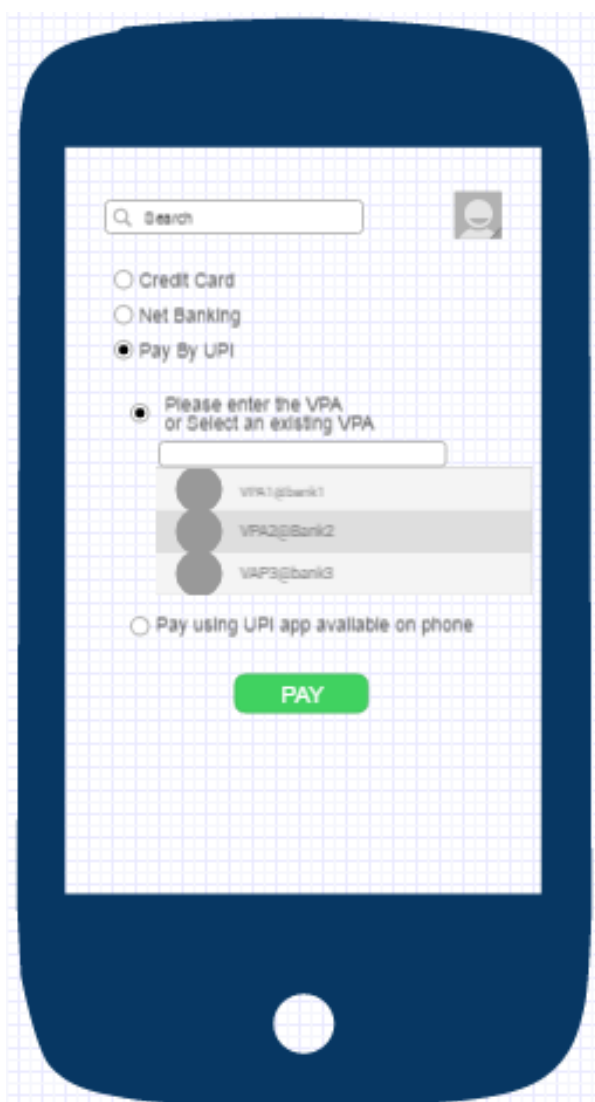 Search
Credit Card
Net Banking
Pay By UPI
Please enter the VPA
or Select an existing VPA
VPA1@bank1
VPA2@Bank2
VAP3@bank3
Pay using UPI app available on phone
PAY